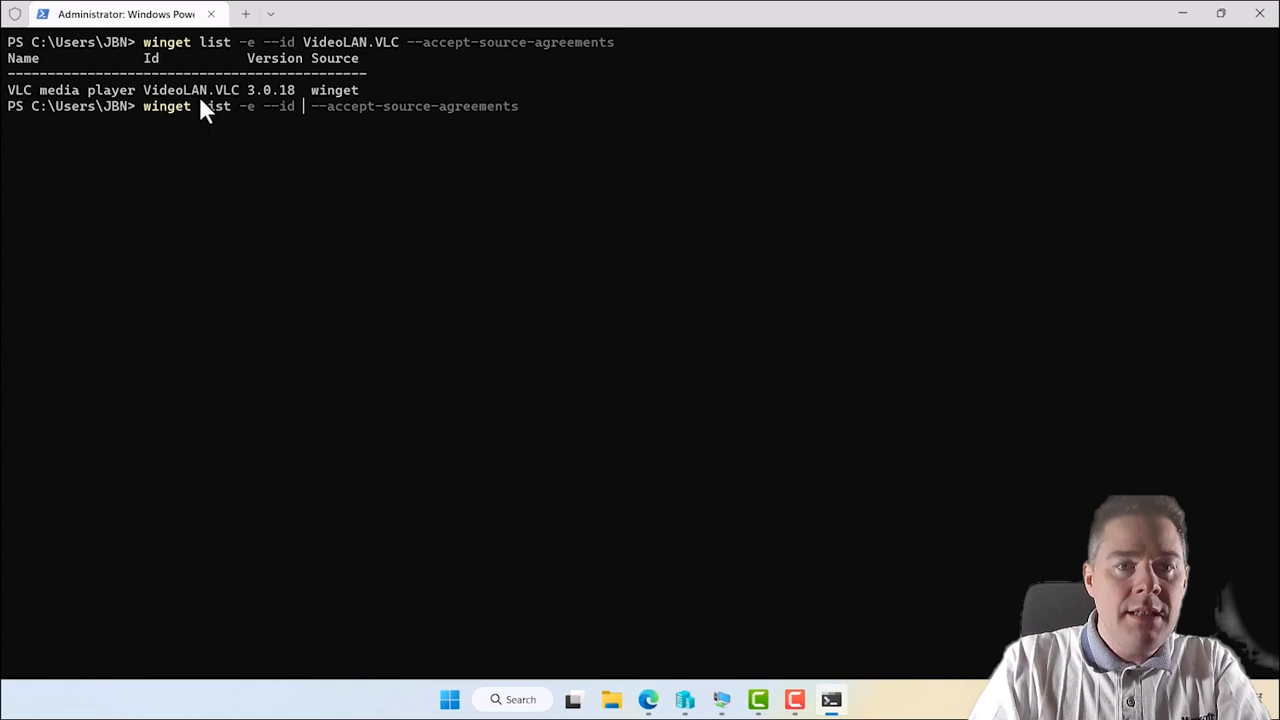 Administrator: Windows Powe
PS C:\Users\JBN> winget list -e --id VideoLAN.VLC --accept-source-agreements
Name Id Version Source
-----------------------------------------------
VLC media player VideoLAN.VLC 3.0.18 winget
PS C:\Users\JBN> winget list -e --id --accept-source-agreements
Search